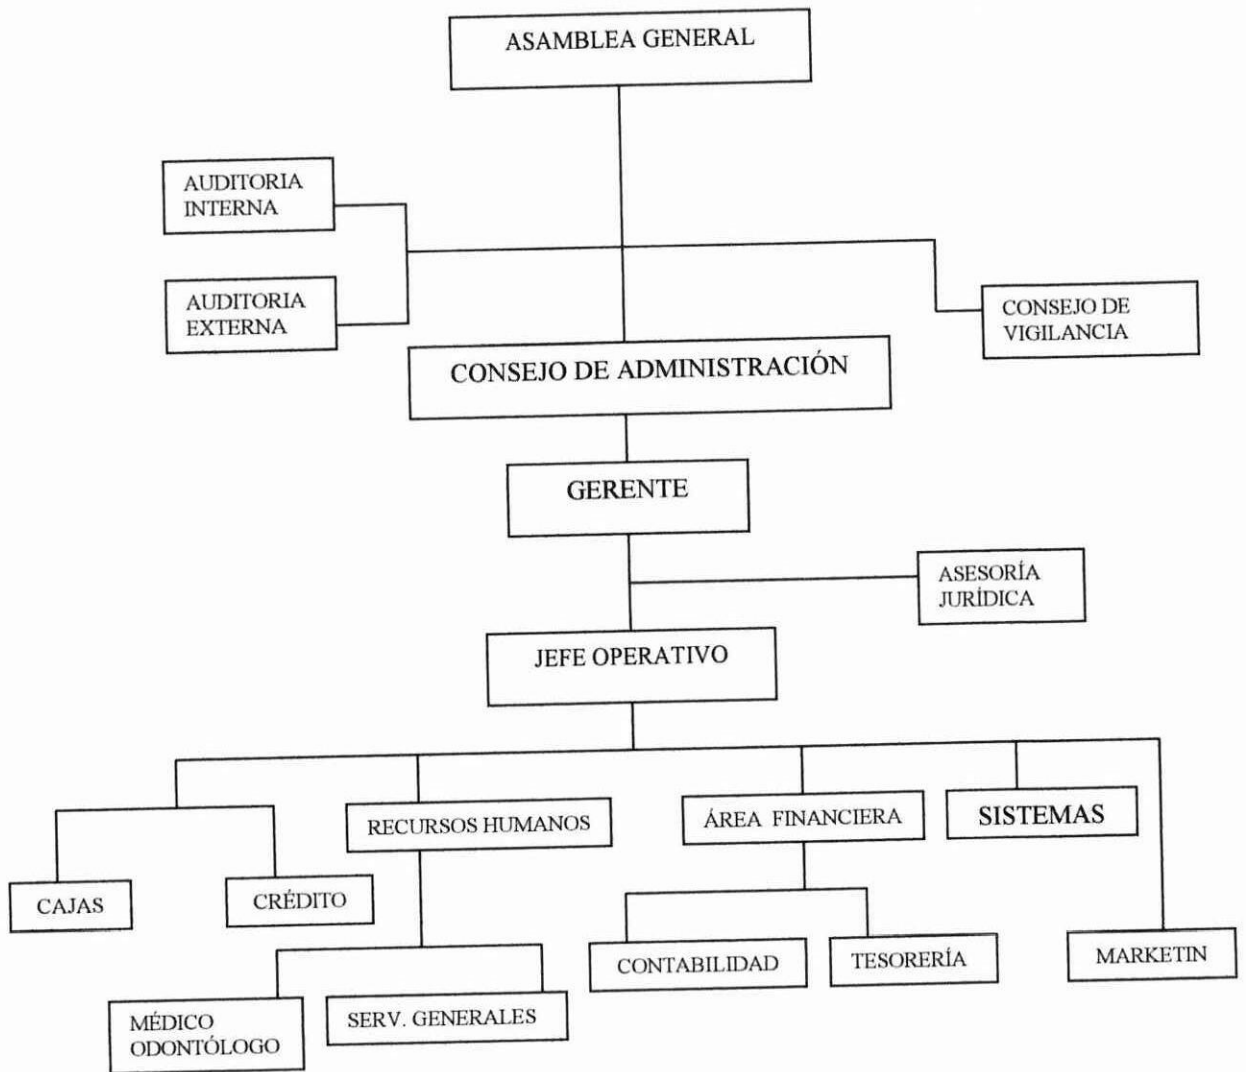 ASAMBLEA GENERAL
AUDITORIA
INTERNA
AUDITORIA
EXTERNA
CONSEJO DE
VIGILANCIA
CONSEJO DE ADMINISTRACIÓN
GERENTE
ASESORÍA
JURÍDICA
JEFE OPERATIVO
RECURSOS HUMANOS
ÁREA FINANCIERA
SISTEMAS
CAJAS
CRÉDITO
CONTABILIDAD
TESORERÍA
MARKETIN
MÉDICO
ODONTÓLOGO
SERV. GENERALES